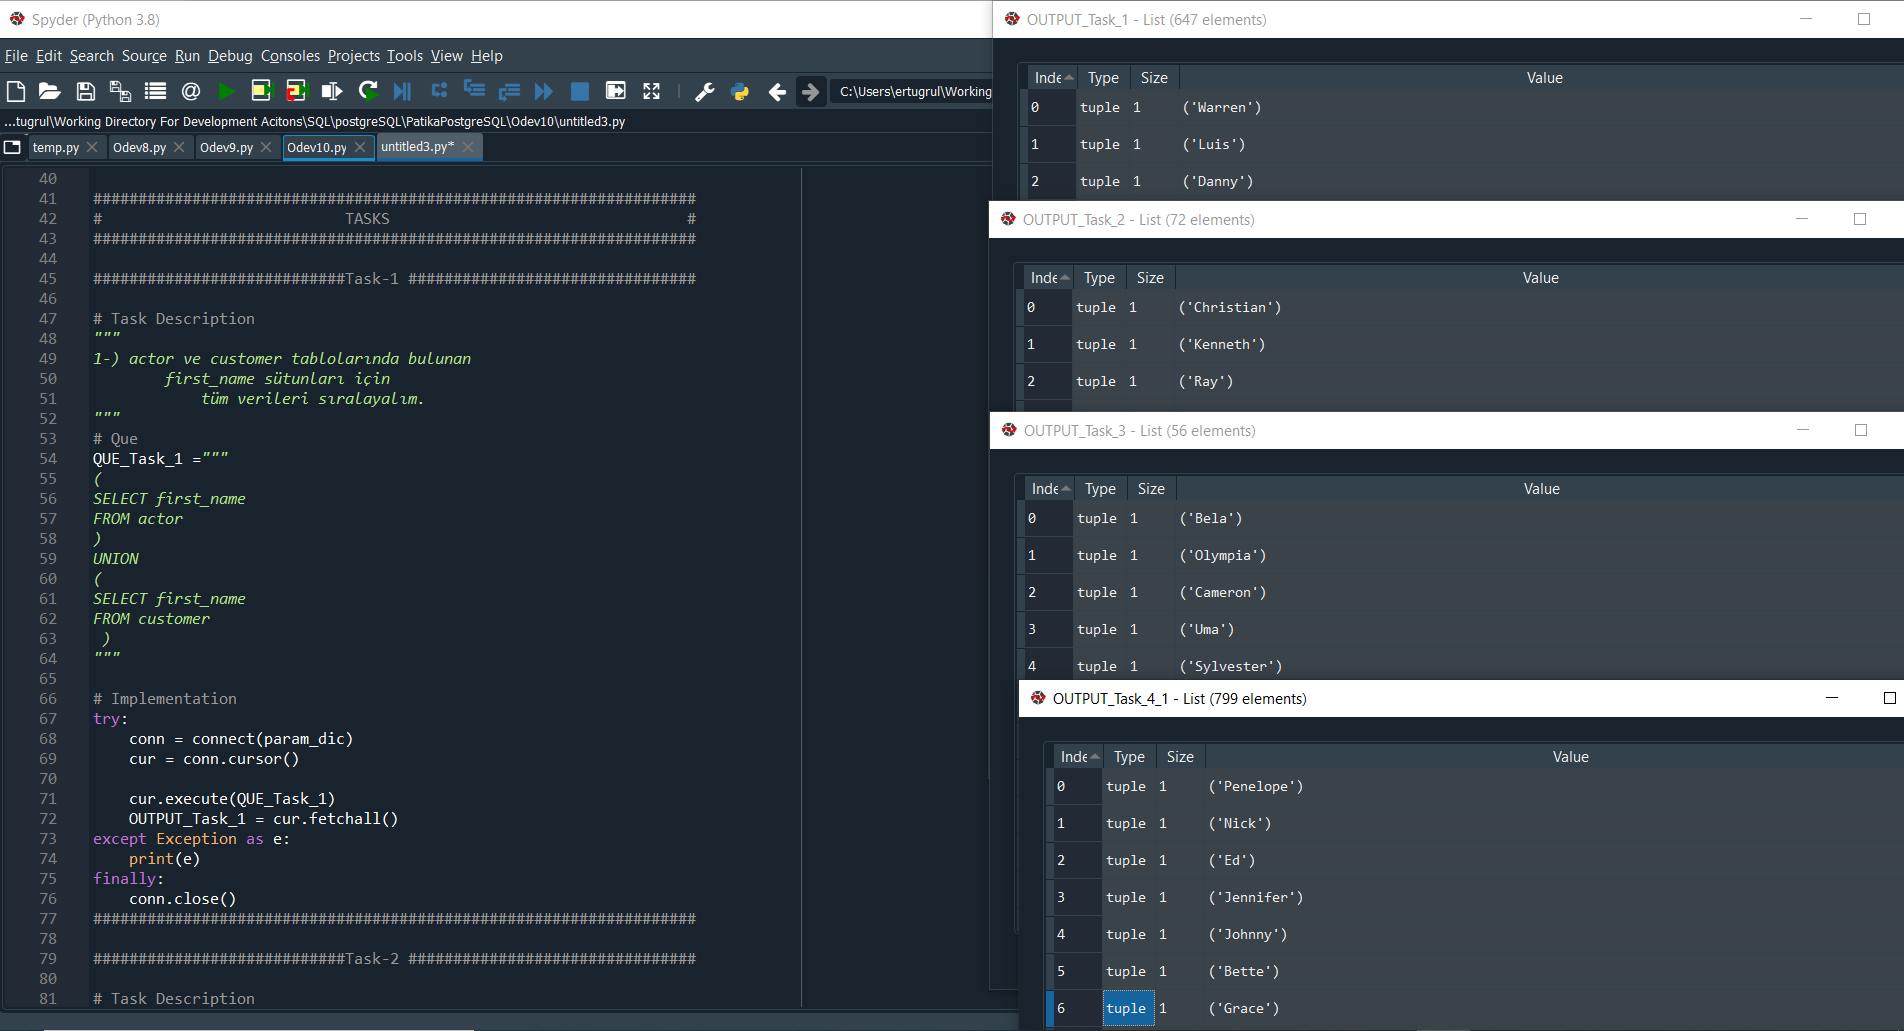 Spyder (Python 3.8)
File Edit Search Source Run Debug Consoles Projects Tools View Help
C:\Users\ertugrul\Working
...tugrul\Working Directory For Development Acitons\SQL\postgreSQL\PatikaPostgreSQL\Odev10\untitled3.py
temp.py Odev8.py Odev9.py Odev10.py untitled3.py*
40
41 ###################################################################
42 # TASKS #
43 ###################################################################
44
45 ############################Task-1 ################################
46
47 # Task Description
48 """
49 1-) actor ve customer tablolarında bulunan
50 first_name sütunları için
51 tüm verileri sıralayalım.
52 """
53 # Que
54 QUE_Task_1 ="""
55 (
56 SELECT first_name
57 FROM actor
58 )
59 UNION
60 (
61 SELECT first_name
62 FROM customer
63 )
64 """
65
66 # Implementation
67 try:
68 conn = connect(param_dic)
69 cur = conn.cursor()
70
71 cur.execute(QUE_Task_1)
72 OUTPUT_Task_1 = cur.fetchall()
73 except Exception as e:
74 print(e)
75 finally:
76 conn.close()
77 ###################################################################
78
79 ############################Task-2 ################################
80
81 # Task Description
OUTPUT_Task_1 - List (647 elements)
Inde Type Size Value
0 tuple 1 ('Warren')
1 tuple 1 ('Luis')
2 tuple 1 ('Danny')
OUTPUT_Task_2 - List (72 elements)
Inde Type Size Value
0 tuple 1 ('Christian')
1 tuple 1 ('Kenneth')
2 tuple 1 ('Ray')
OUTPUT_Task_3 - List (56 elements)
Inde Type Size Value
0 tuple 1 ('Bela')
1 tuple 1 ('Olympia')
2 tuple 1 ('Cameron')
3 tuple 1 ('Uma')
4 tuple 1 ('Sylvester')
OUTPUT_Task_4_1 - List (799 elements)
Inde Type Size Value
0 tuple 1 ('Penelope')
1 tuple 1 ('Nick')
2 tuple 1 ('Ed')
3 tuple 1 ('Jennifer')
4 tuple 1 ('Johnny')
5 tuple 1 ('Bette')
6 tuple 1 ('Grace')